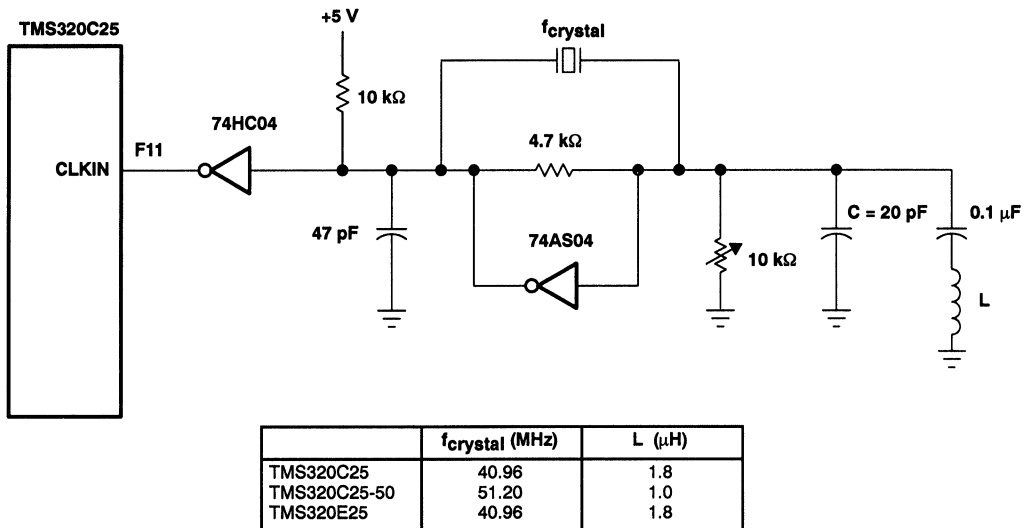 +5 V
TMS320C25
fcrystal
10 kΩ
74HC04
4.7 kΩ
F11
CLKIN
47 pF
C = 20 pF
0.1 μF
74AS04
10 kΩ
L
fcrystal (MHz) L (μH)
TMS320C25 40.96 1.8
TMS320C25-50 51.20 1.0
TMS320E25 40.96 1.8